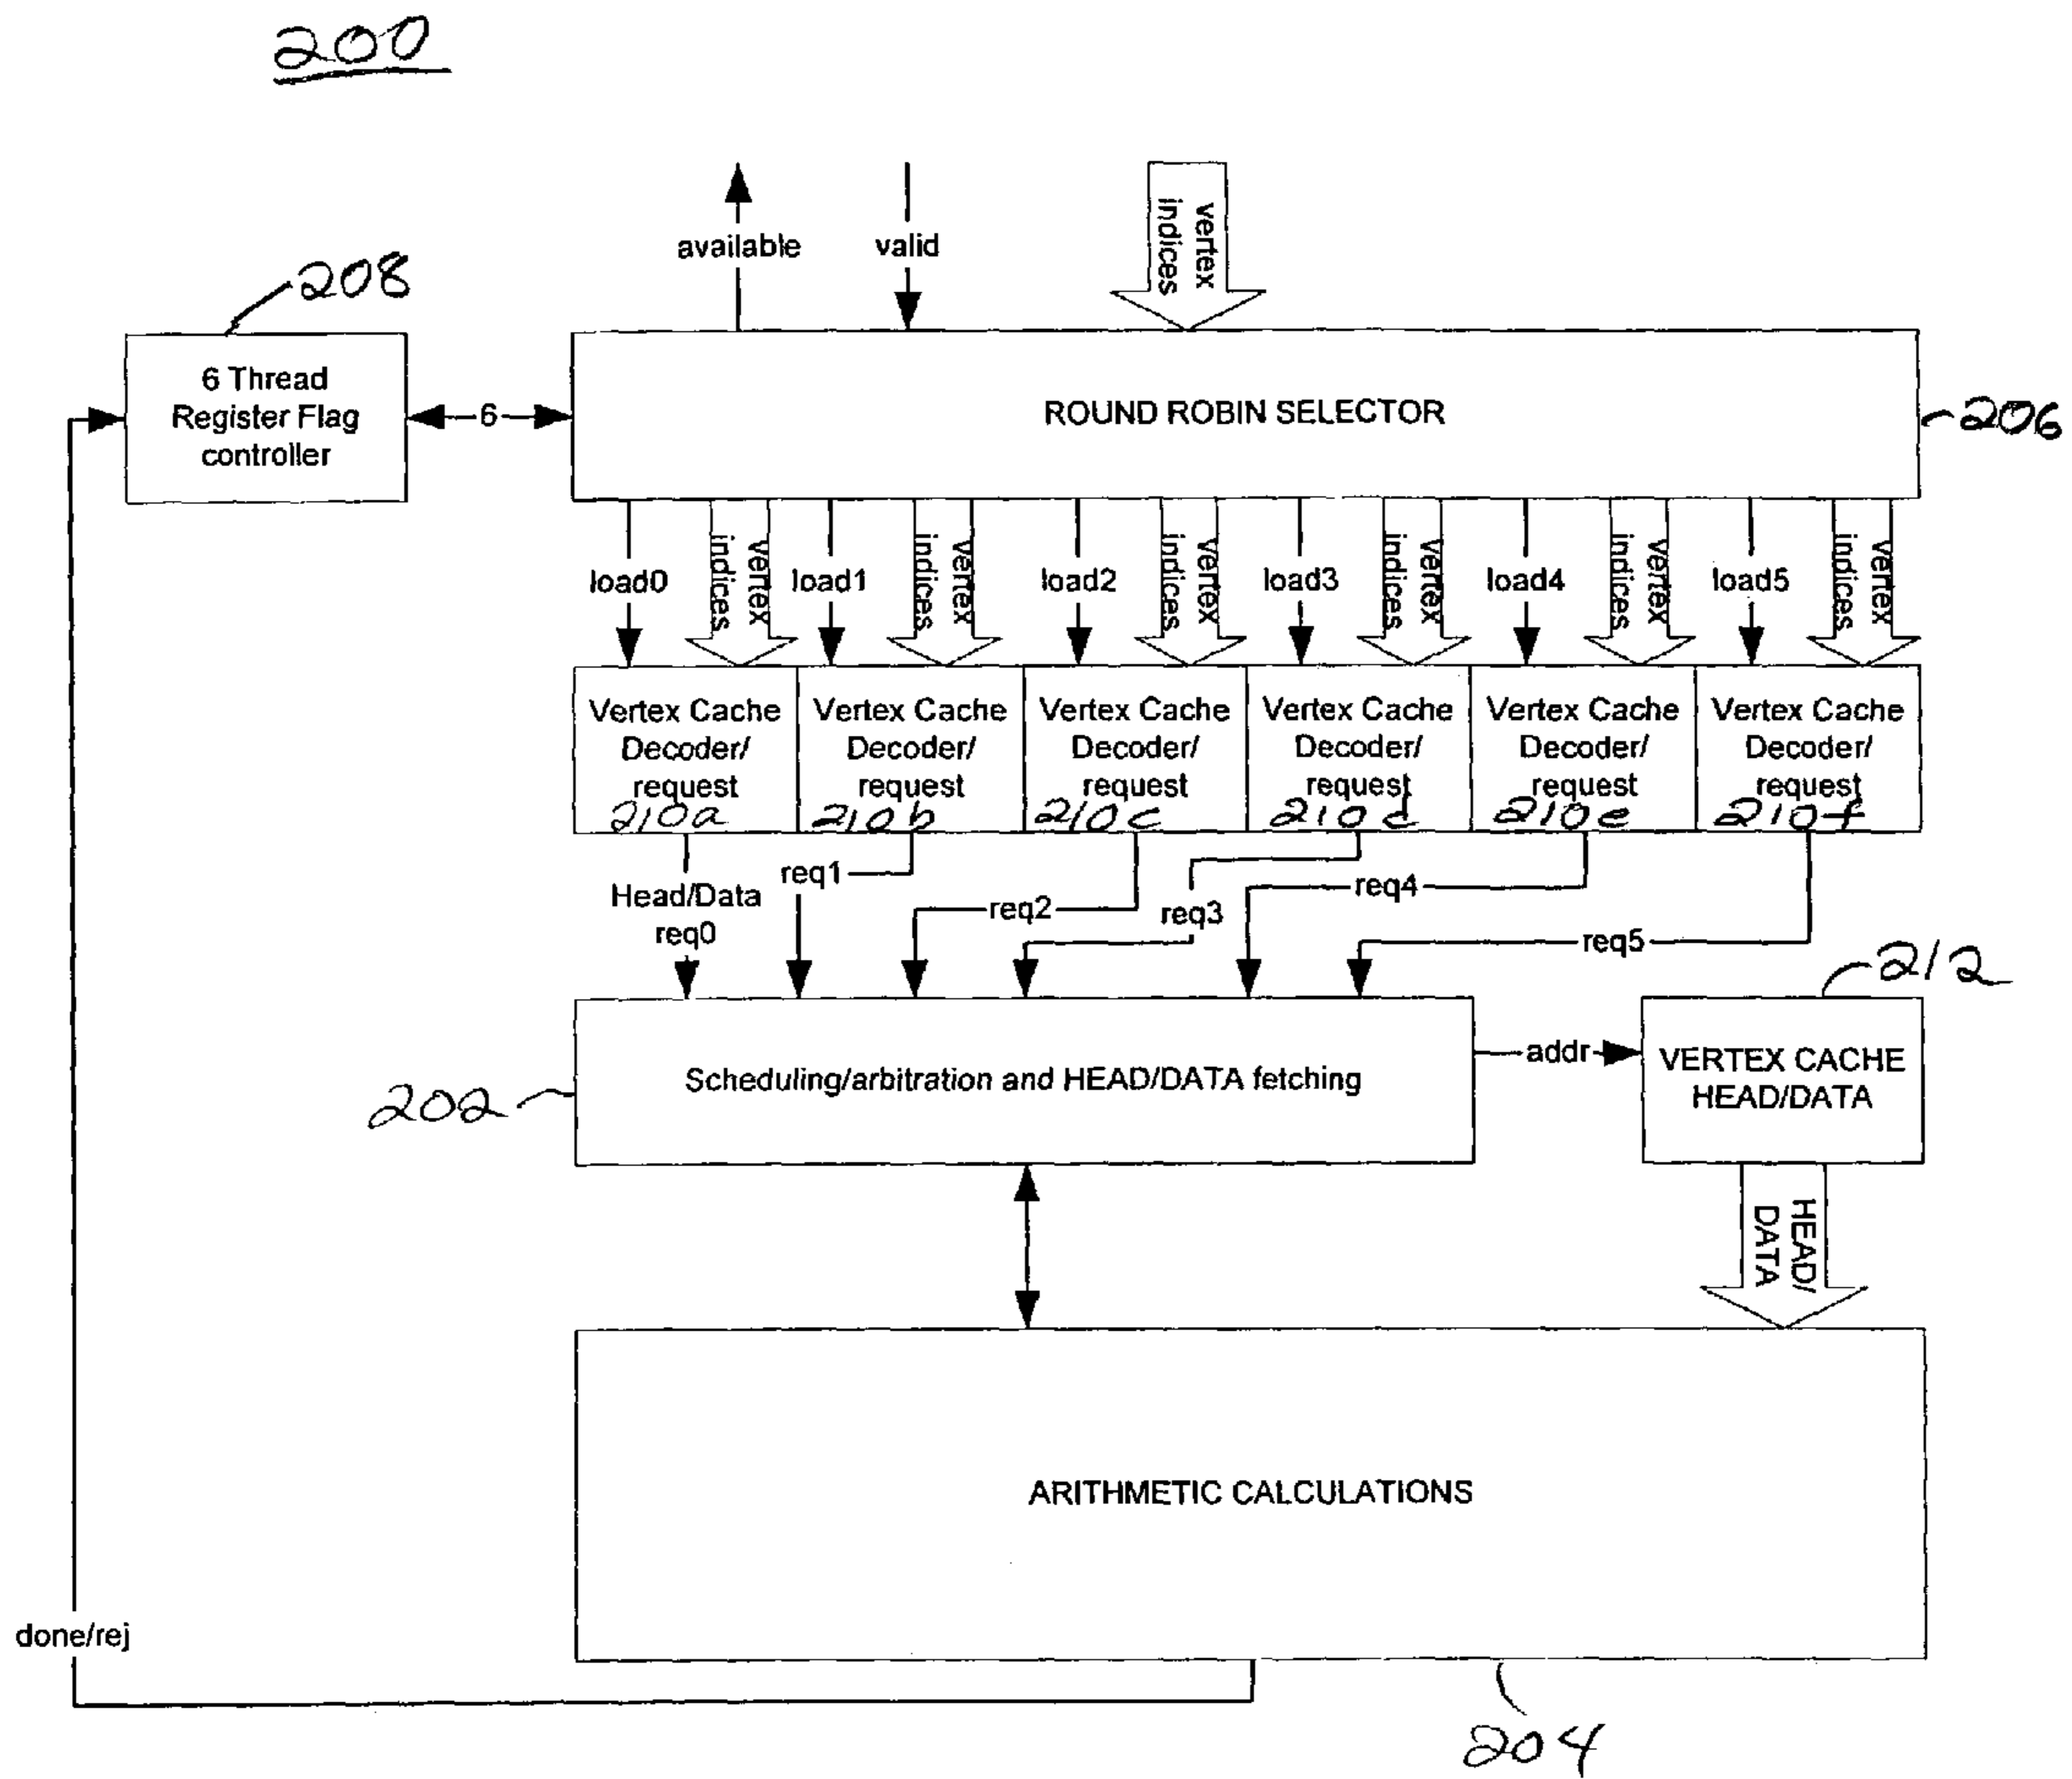 200
available
valid
vertex
indices
208
6 Thread
Register Flag
controller
6
ROUND ROBIN SELECTOR
206
load0
vertex
indices
load1
vertex
indices
load2
vertex
indices
load3
vertex
indices
load4
vertex
indices
load5
vertex
indices
Vertex Cache
Decoder/
request
210a
Vertex Cache
Decoder/
request
210b
Vertex Cache
Decoder/
request
210c
Vertex Cache
Decoder/
request
210d
Vertex Cache
Decoder/
request
210e
Vertex Cache
Decoder/
request
210f
Head/Data
req0
req1
req2
req3
req4
req5
212
Scheduling/arbitration and HEAD/DATA fetching
202
addr
VERTEX CACHE
HEAD/DATA
HEAD/
DATA
ARITHMETIC CALCULATIONS
done/rej
204